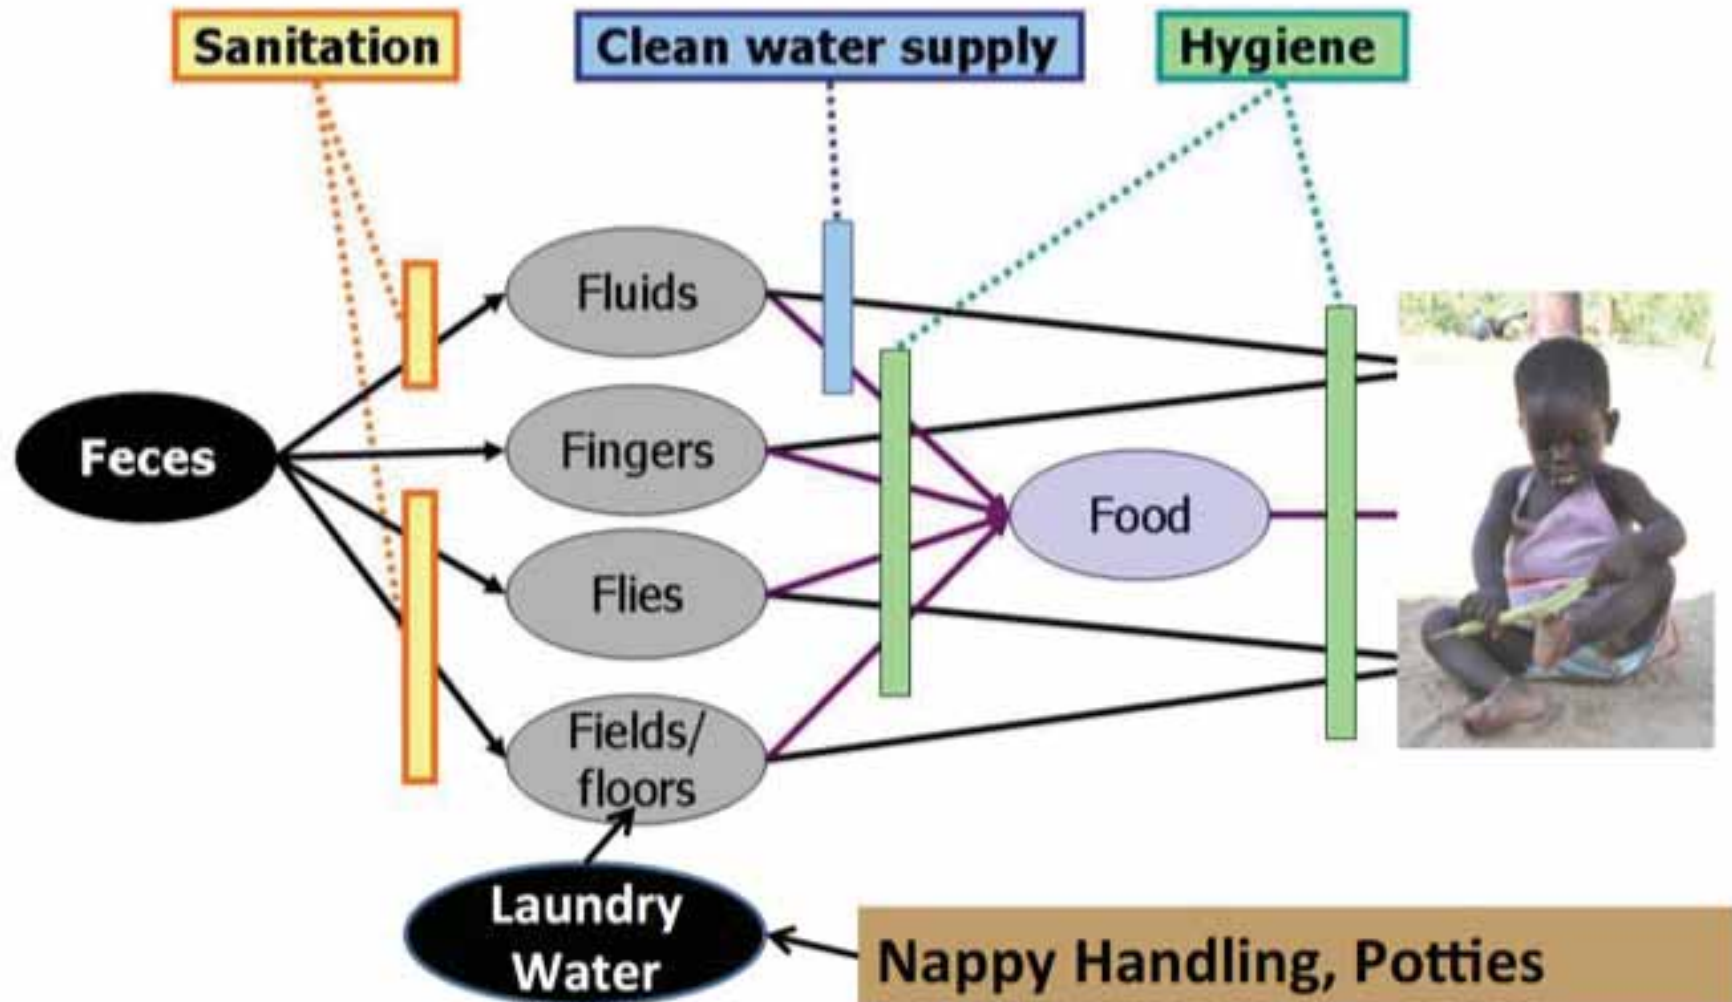 Sanitation
Clean water supply
Hygiene
Fluids
Feces
Fingers
Food
Flies
Fields/
floors
Laundry
Water
Nappy Handling, Potties